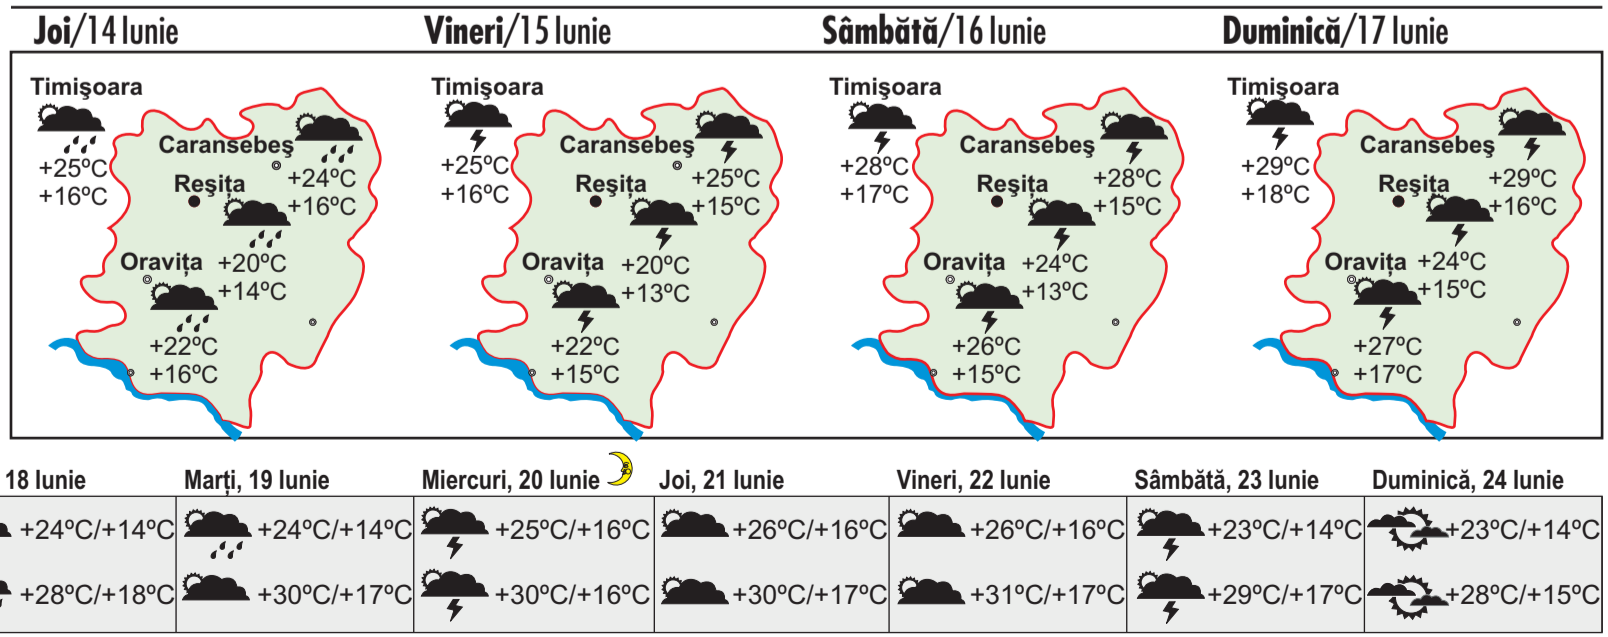 Joi/14 Iunie
Vineri/15 Iunie
Sâmbătă/16 Iunie
Duminică/17 Iunie
Timişoara
+25ºC
+16ºC
Caransebeş
+24ºC
+16ºC
Reşiţa
+20ºC
+14ºC
Oraviţa
+22ºC
+16ºC
Timişoara
+25ºC
+16ºC
Caransebeş
+25ºC
+15ºC
Reşiţa
+20ºC
+13ºC
Oraviţa
+22ºC
+15ºC
Timişoara
+28ºC
+17ºC
Caransebeş
+28ºC
+15ºC
Reşiţa
+24ºC
+13ºC
Oraviţa
+26ºC
+15ºC
Timişoara
+29ºC
+18ºC
Caransebeş
+29ºC
+16ºC
Reşiţa
+24ºC
+15ºC
Oraviţa
+27ºC
+17ºC
18 Iunie
Marţi, 19 Iunie
Miercuri, 20 Iunie
Joi, 21 Iunie
Vineri, 22 Iunie
Sâmbătă, 23 Iunie
Duminică, 24 Iunie
+24ºC/+14ºC
+24ºC/+14ºC
+25ºC/+16ºC
+26ºC/+16ºC
+26ºC/+16ºC
+23ºC/+14ºC
+23ºC/+14ºC
+28ºC/+18ºC
+30ºC/+17ºC
+30ºC/+16ºC
+30ºC/+17ºC
+31ºC/+17ºC
+29ºC/+17ºC
+28ºC/+15ºC